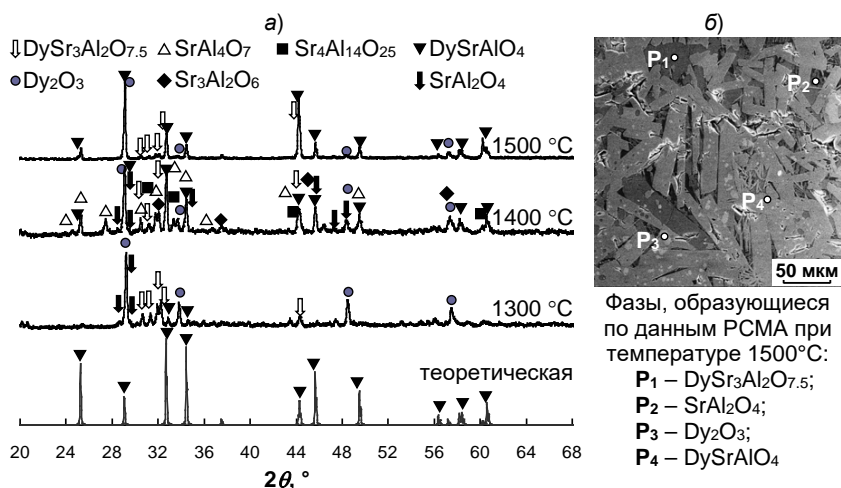 а)
DySr₃Al₂O₇.₅ SrAl₄O₇ Sr₄Al₁₄O₂₅ DySrAlO₄
Dy₂O₃ Sr₃Al₂O₆ SrAl₂O₄
1500 °C
1400 °C
1300 °C
теоретическая
20 24 28 32 36 40 44 48 52 56 60 64 68
2θ, °
б)
P₁
P₂
P₄
P₃
50 мкм
Фазы, образующиеся
по данным РСМА при
температуре 1500°С:
P₁ – DySr₃Al₂O₇.₅;
P₂ – SrAl₂O₄;
P₃ – Dy₂O₃;
P₄ – DySrAlO₄